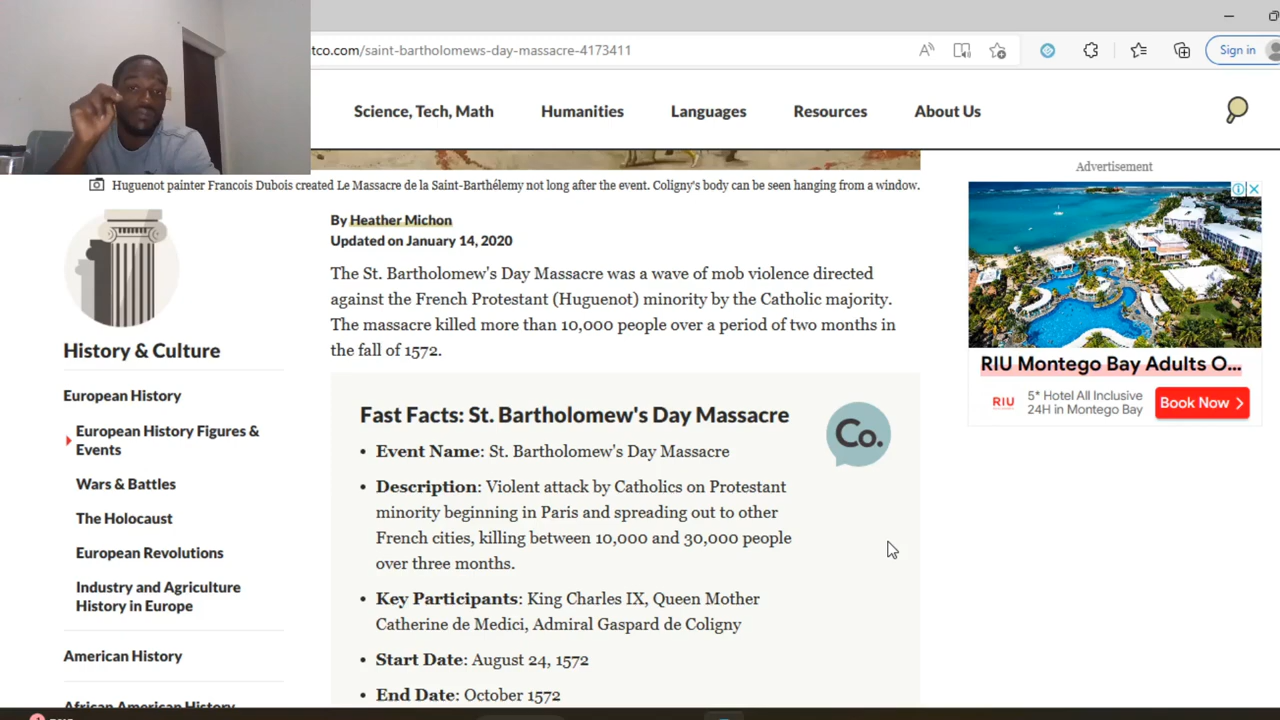 tco.com/saint-bartholomews-day-massacre-4173411
Sign in
Science, Tech, Math
Humanities
Languages
Resources
About Us
Huguenot painter Francois Dubois created Le Massacre de la Saint-Barthélemy not long after the event. Coligny's body can be seen hanging from a window.
By Heather Michon
Updated on January 14, 2020
The St. Bartholomew's Day Massacre was a wave of mob violence directed
against the French Protestant (Huguenot) minority by the Catholic majority.
The massacre killed more than 10,000 people over a period of two months in
the fall of 1572.
Fast Facts: St. Bartholomew's Day Massacre
Co.
• Event Name: St. Bartholomew's Day Massacre
• Description: Violent attack by Catholics on Protestant
minority beginning in Paris and spreading out to other
French cities, killing between 10,000 and 30,000 people
over three months.
• Key Participants: King Charles IX, Queen Mother
Catherine de Medici, Admiral Gaspard de Coligny
• Start Date: August 24, 1572
• End Date: October 1572
History & Culture
European History
European History Figures &
Events
Wars & Battles
The Holocaust
European Revolutions
Industry and Agriculture
History in Europe
American History
African American History
Advertisement
RIU Montego Bay Adults O...
RIU
5* Hotel All Inclusive
24H in Montego Bay
Book Now